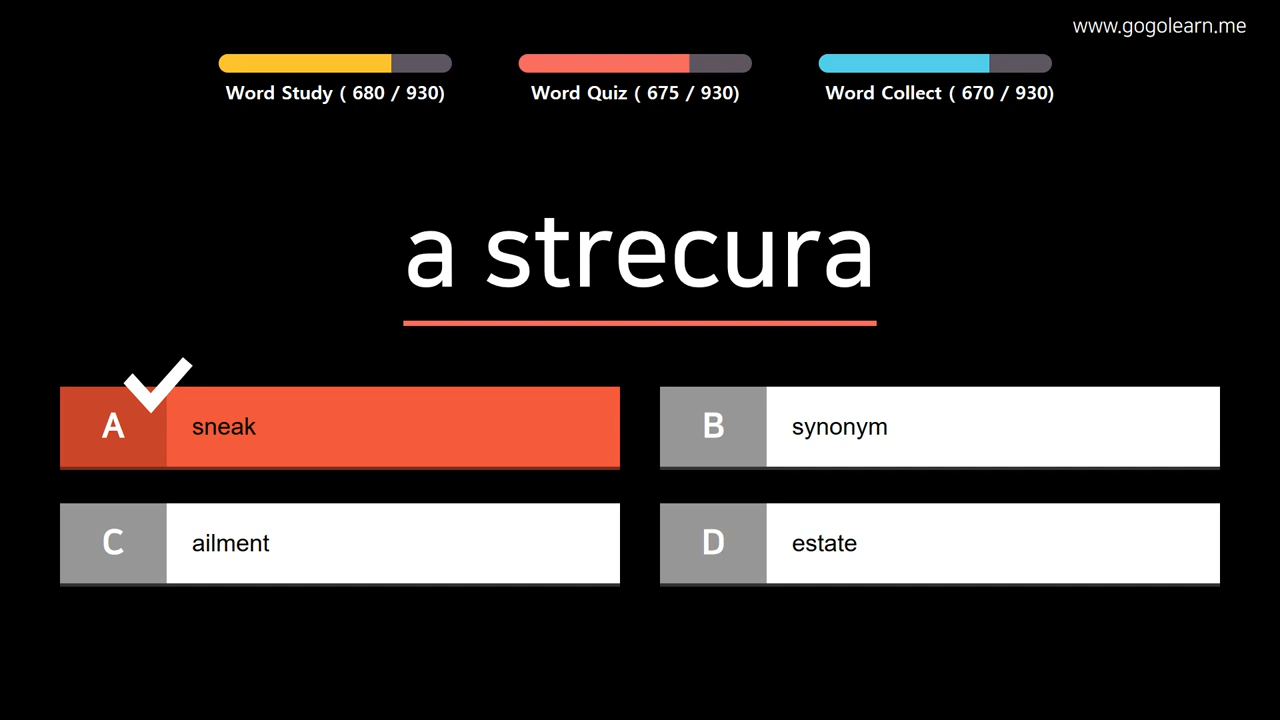 www.gogolearn.me
Word Study ( 680 / 930)
Word Quiz ( 675 / 930)
Word Collect ( 670 / 930)
a strecura
A sneak
B synonym
C ailment
D estate